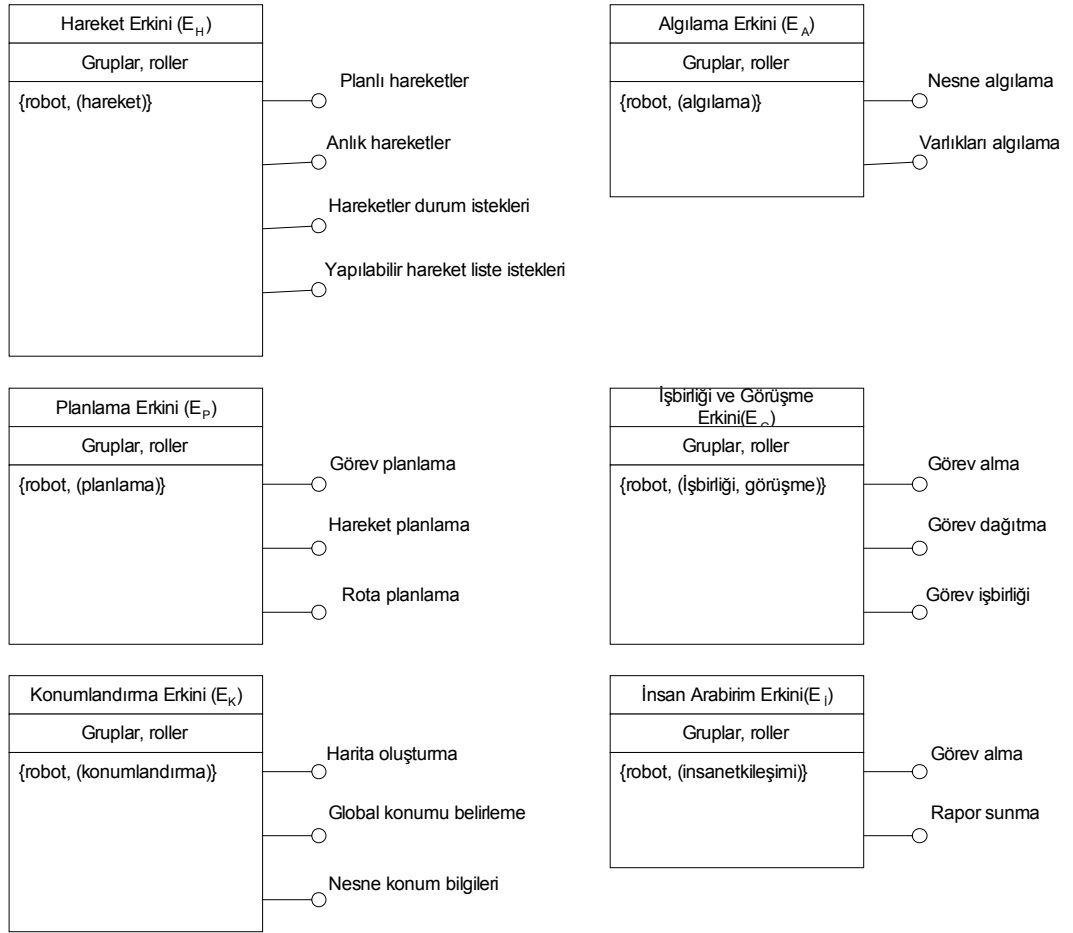 Hareket Erkini (E_H)
Gruplar, roller
{robot, (hareket)}
Planlı hareketler
Anlık hareketler
Hareketler durum istekleri
Yapılabilir hareket liste istekleri
Algılama Erkini (E_A)
Gruplar, roller
{robot, (algılama)}
Nesne algılama
Varlıkları algılama
Planlama Erkini (E_P)
Gruplar, roller
{robot, (planlama)}
Görev planlama
Hareket planlama
Rota planlama
İşbirliği ve Görüşme
Erkini(E
Gruplar, roller
{robot, (İşbirliği, görüşme)}
Görev alma
Görev dağıtma
Görev işbirliği
Konumlandırma Erkini (E_K)
Gruplar, roller
{robot, (konumlandırma)}
Harita oluşturma
Global konumu belirleme
Nesne konum bilgileri
İnsan Arabirim Erkini(E_İ)
Gruplar, roller
{robot, (insanetkileşimi)}
Görev alma
Rapor sunma